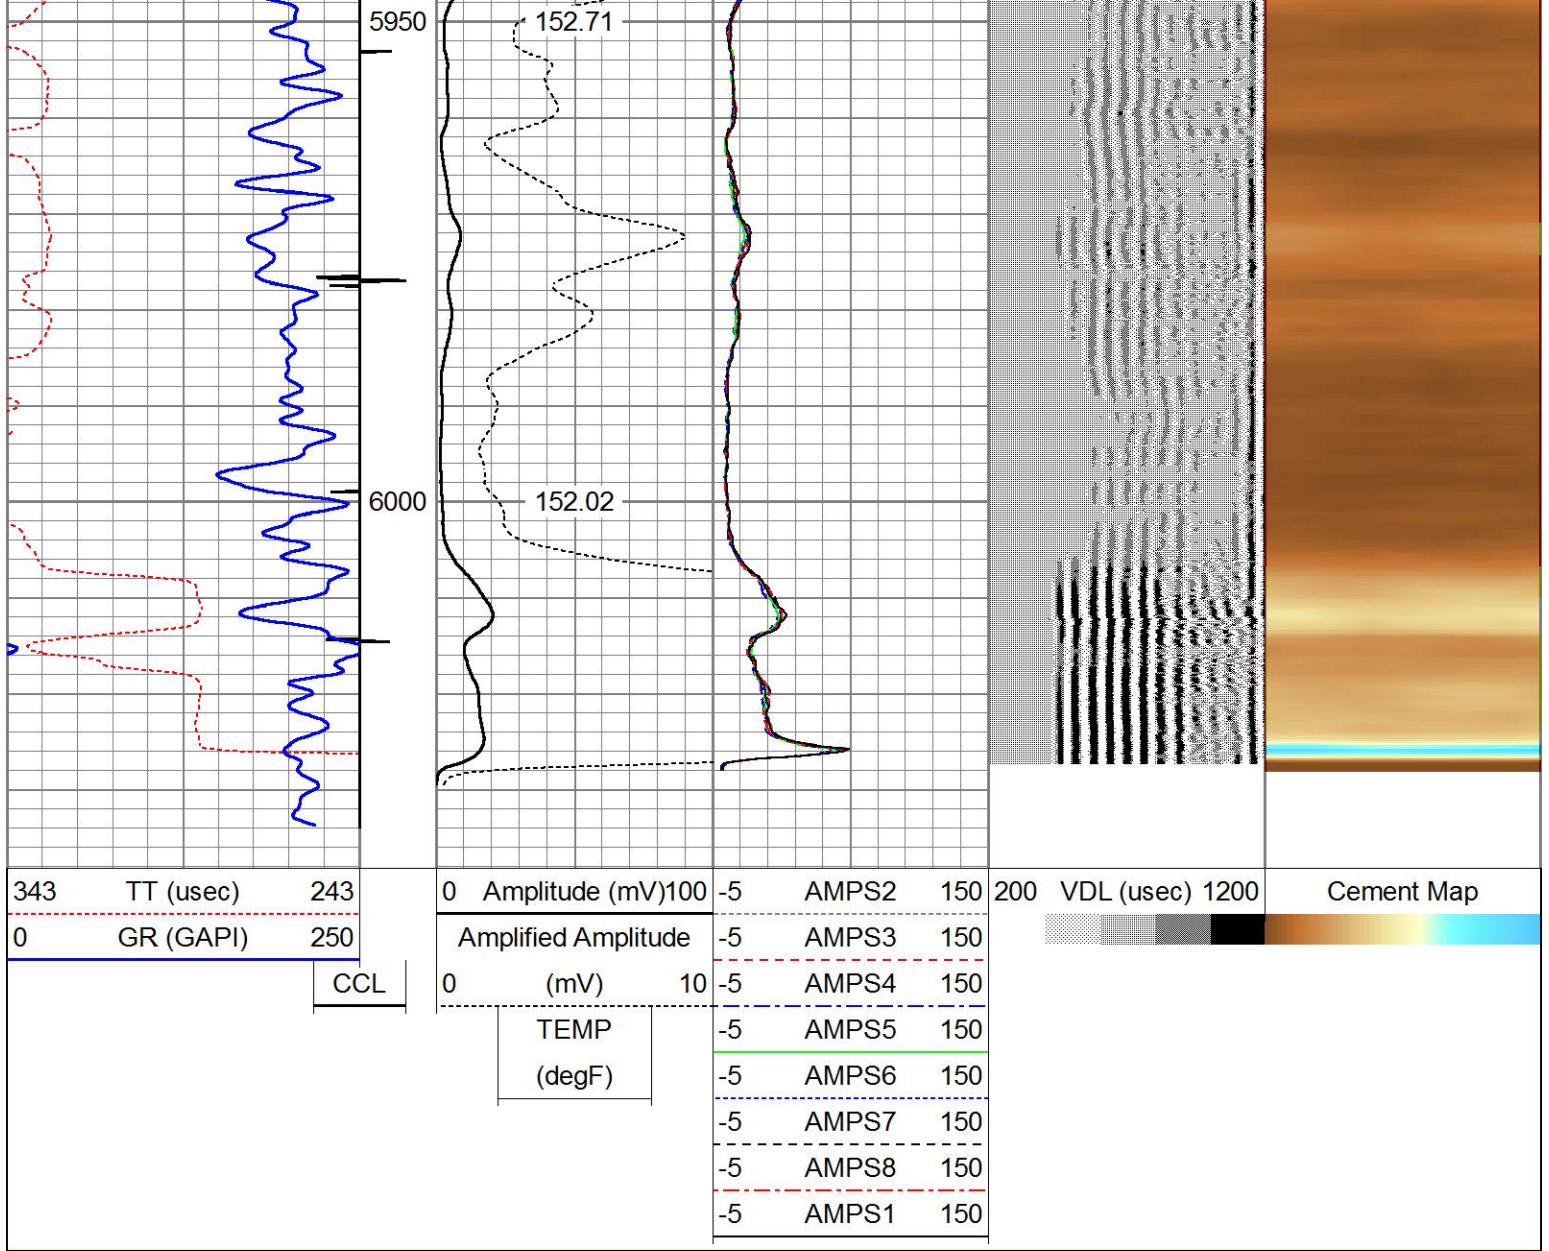 5950
152.71
6000
152.02
343 TT (usec) 243
0 GR (GAPI) 250
CCL
0 Amplitude (mV) 100
Amplified Amplitude
0 (mV) 10
TEMP
(degF)
-5 AMPS2 150
-5 AMPS3 150
-5 AMPS4 150
-5 AMPS5 150
-5 AMPS6 150
-5 AMPS7 150
-5 AMPS8 150
-5 AMPS1 150
200 VDL (usec) 1200
Cement Map